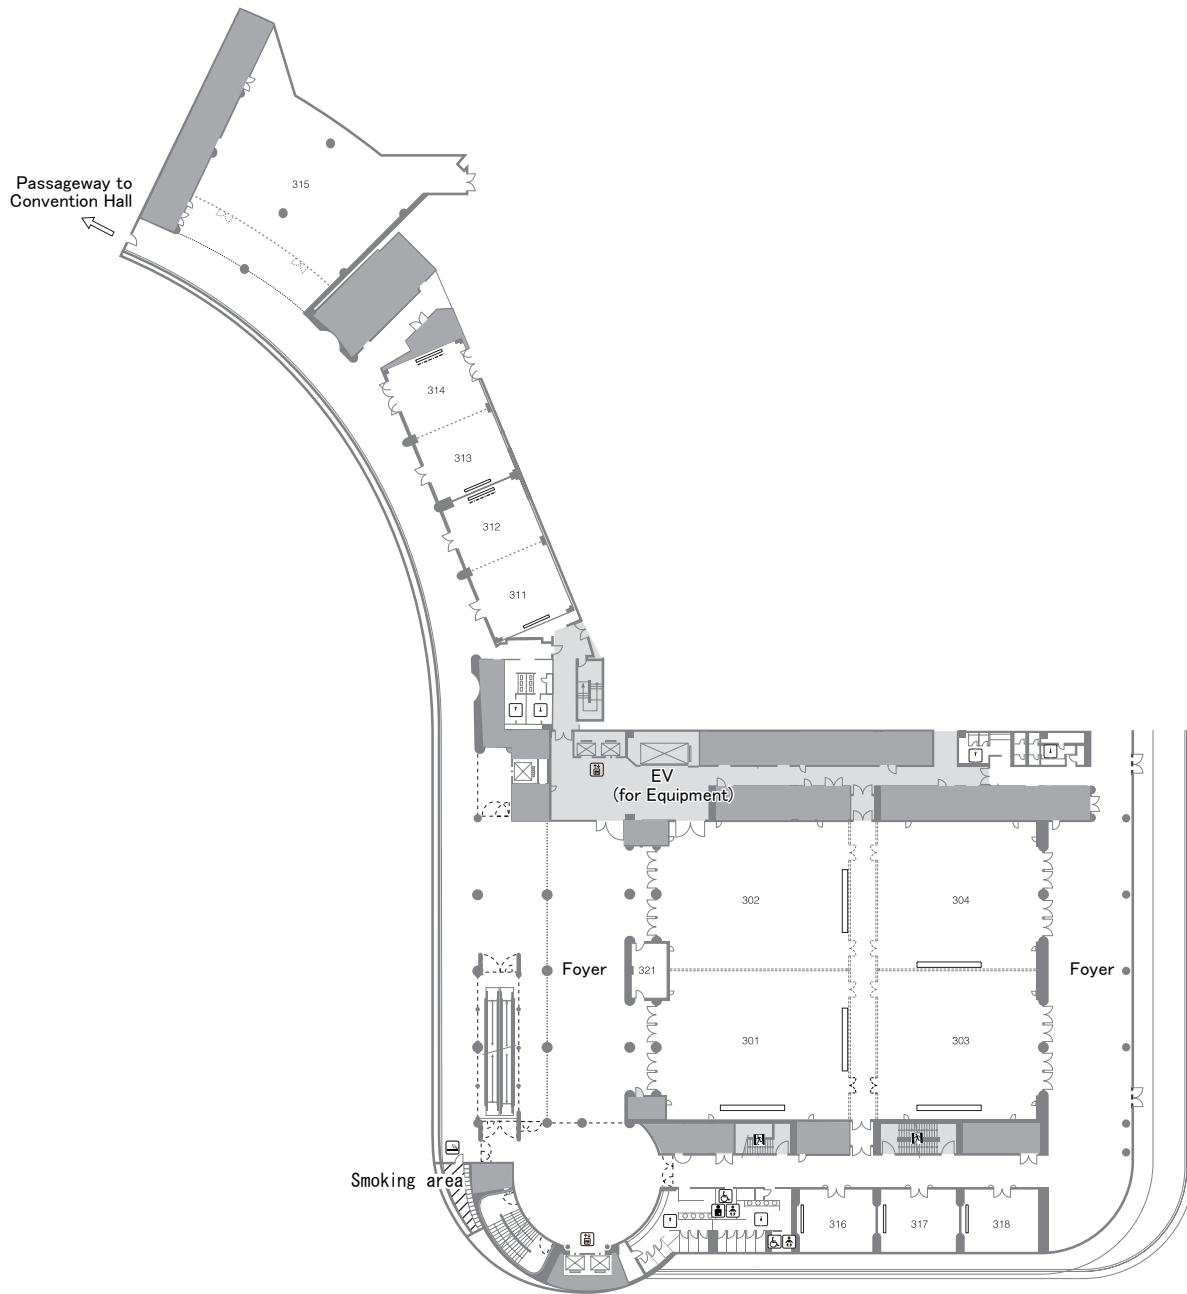 315
Passageway to
Convention Hall
314
313
312
311
EV
(for Equipment)
302
304
Foyer
321
Foyer
301
303
Smoking area
316
317
318